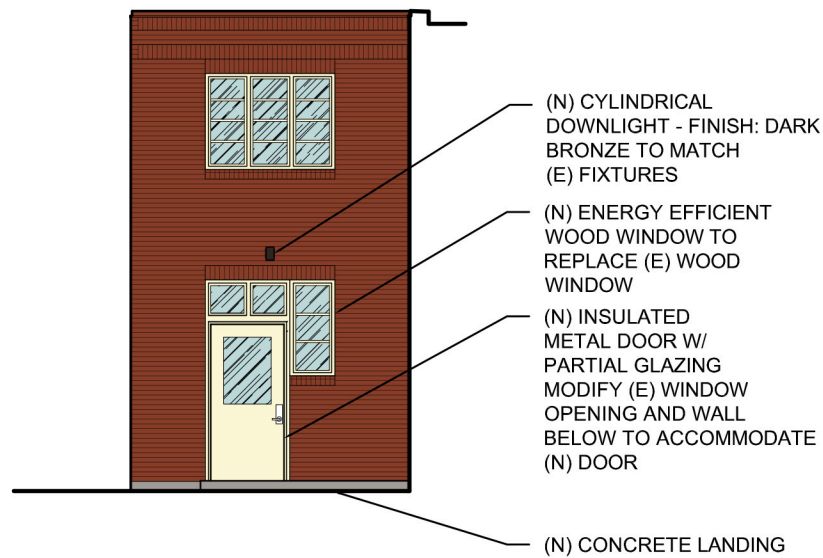 (N) CYLINDRICAL
DOWNLIGHT - FINISH: DARK
BRONZE TO MATCH
(E) FIXTURES
(N) ENERGY EFFICIENT
WOOD WINDOW TO
REPLACE (E) WOOD
WINDOW
(N) INSULATED
METAL DOOR W/
PARTIAL GLAZING
MODIFY (E) WINDOW
OPENING AND WALL
BELOW TO ACCOMMODATE
(N) DOOR
(N) CONCRETE LANDING